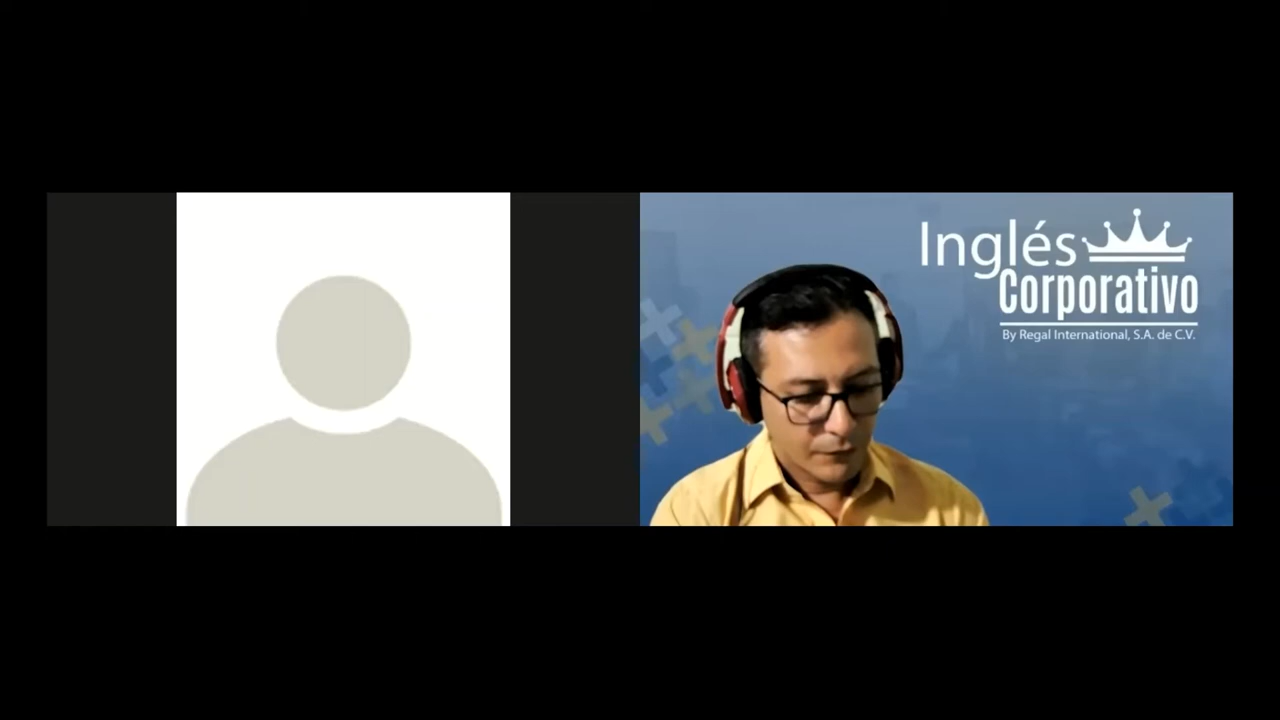 Inglés
Corporativo
By Regal International, S.A. de C.V.